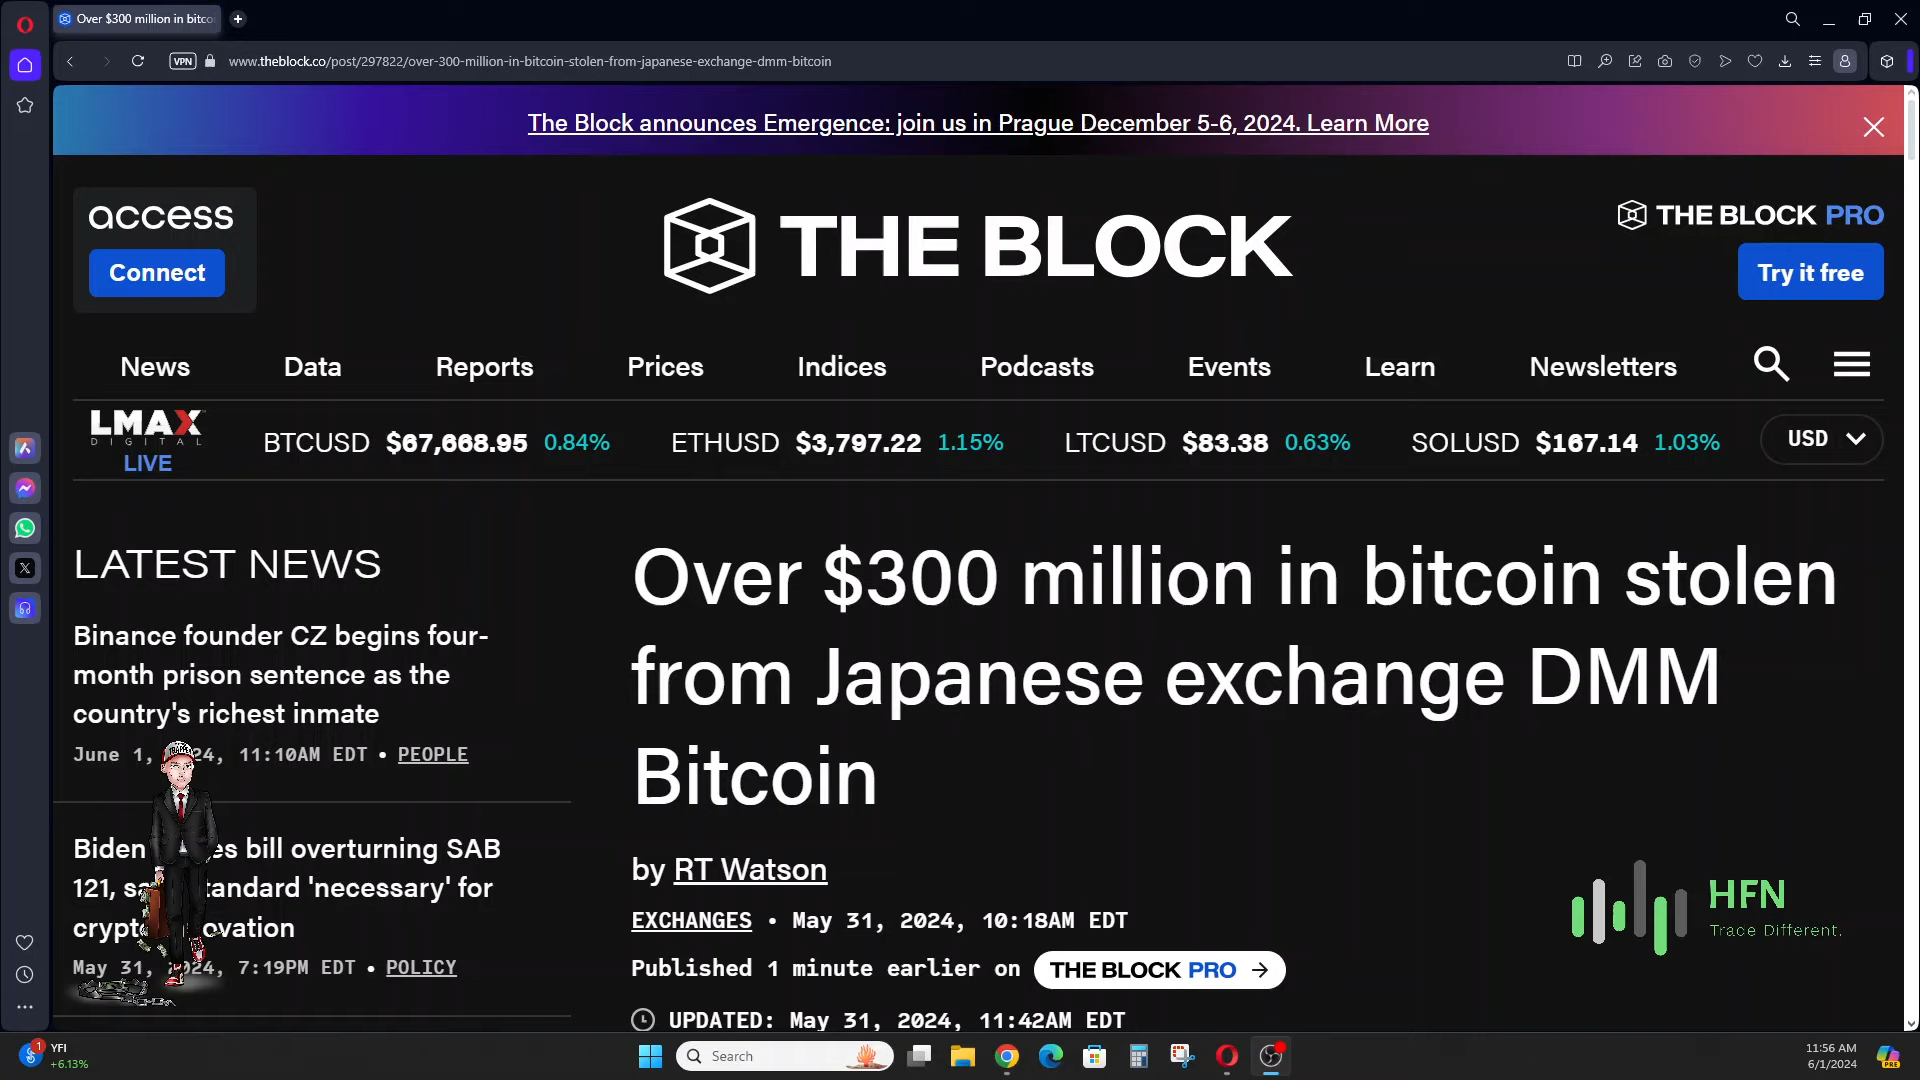 Over $300 million in bitco
VPN
www.theblock.co/post/297822/over-300-million-in-bitcoin-stolen-from-japanese-exchange-dmm-bitcoin
The Block announces Emergence: join us in Prague December 5-6, 2024. Learn More
access
Connect
THE BLOCK
THE BLOCK PRO
Try it free
News Data Reports Prices Indices Podcasts Events Learn Newsletters
LMAX
DIGITAL
LIVE
BTCUSD $67,668.95 0.84% ETHUSD $3,797.22 1.15% LTCUSD $83.38 0.63% SOLUSD $167.14 1.03%
USD
LATEST NEWS
Binance founder CZ begins four-
month prison sentence as the
country's richest inmate
June 1, 24, 11:10AM EDT • PEOPLE
Biden es bill overturning SAB
121, sa tandard 'necessary' for
crypto ovation
May 31, 2024, 7:19PM EDT • POLICY
Over $300 million in bitcoin stolen
from Japanese exchange DMM
Bitcoin
by RT Watson
EXCHANGES • May 31, 2024, 10:18AM EDT
Published 1 minute earlier on THE BLOCK PRO →
UPDATED: May 31, 2024, 11:42AM EDT
HFN
Trace Different.
1
YFI
+6.13%
Search
11:56 AM
6/1/2024
PRE